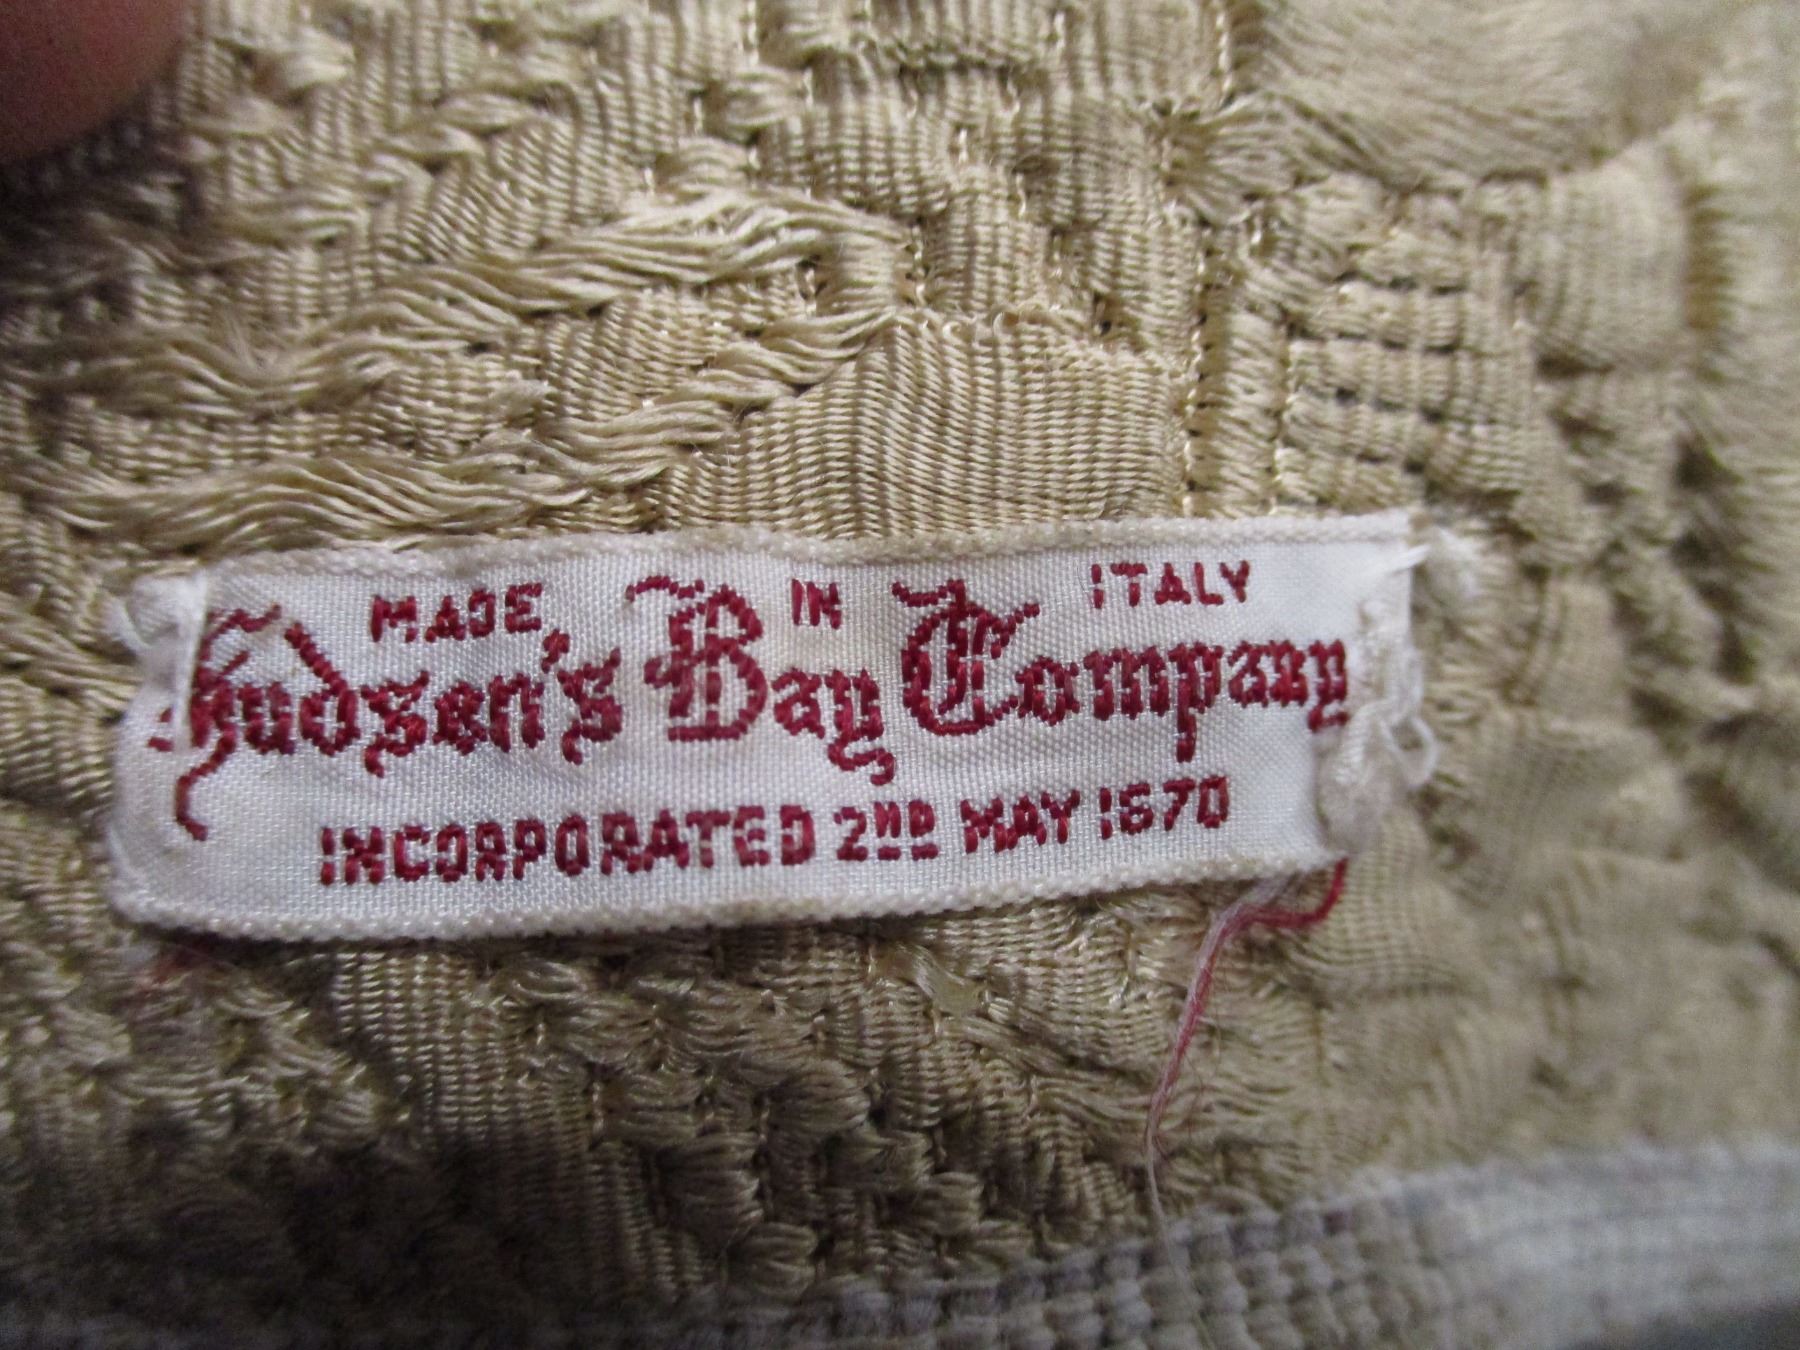 MADE IN ITALY
Hudson's Bay Company
INCORPORATED 2ND MAY 1670